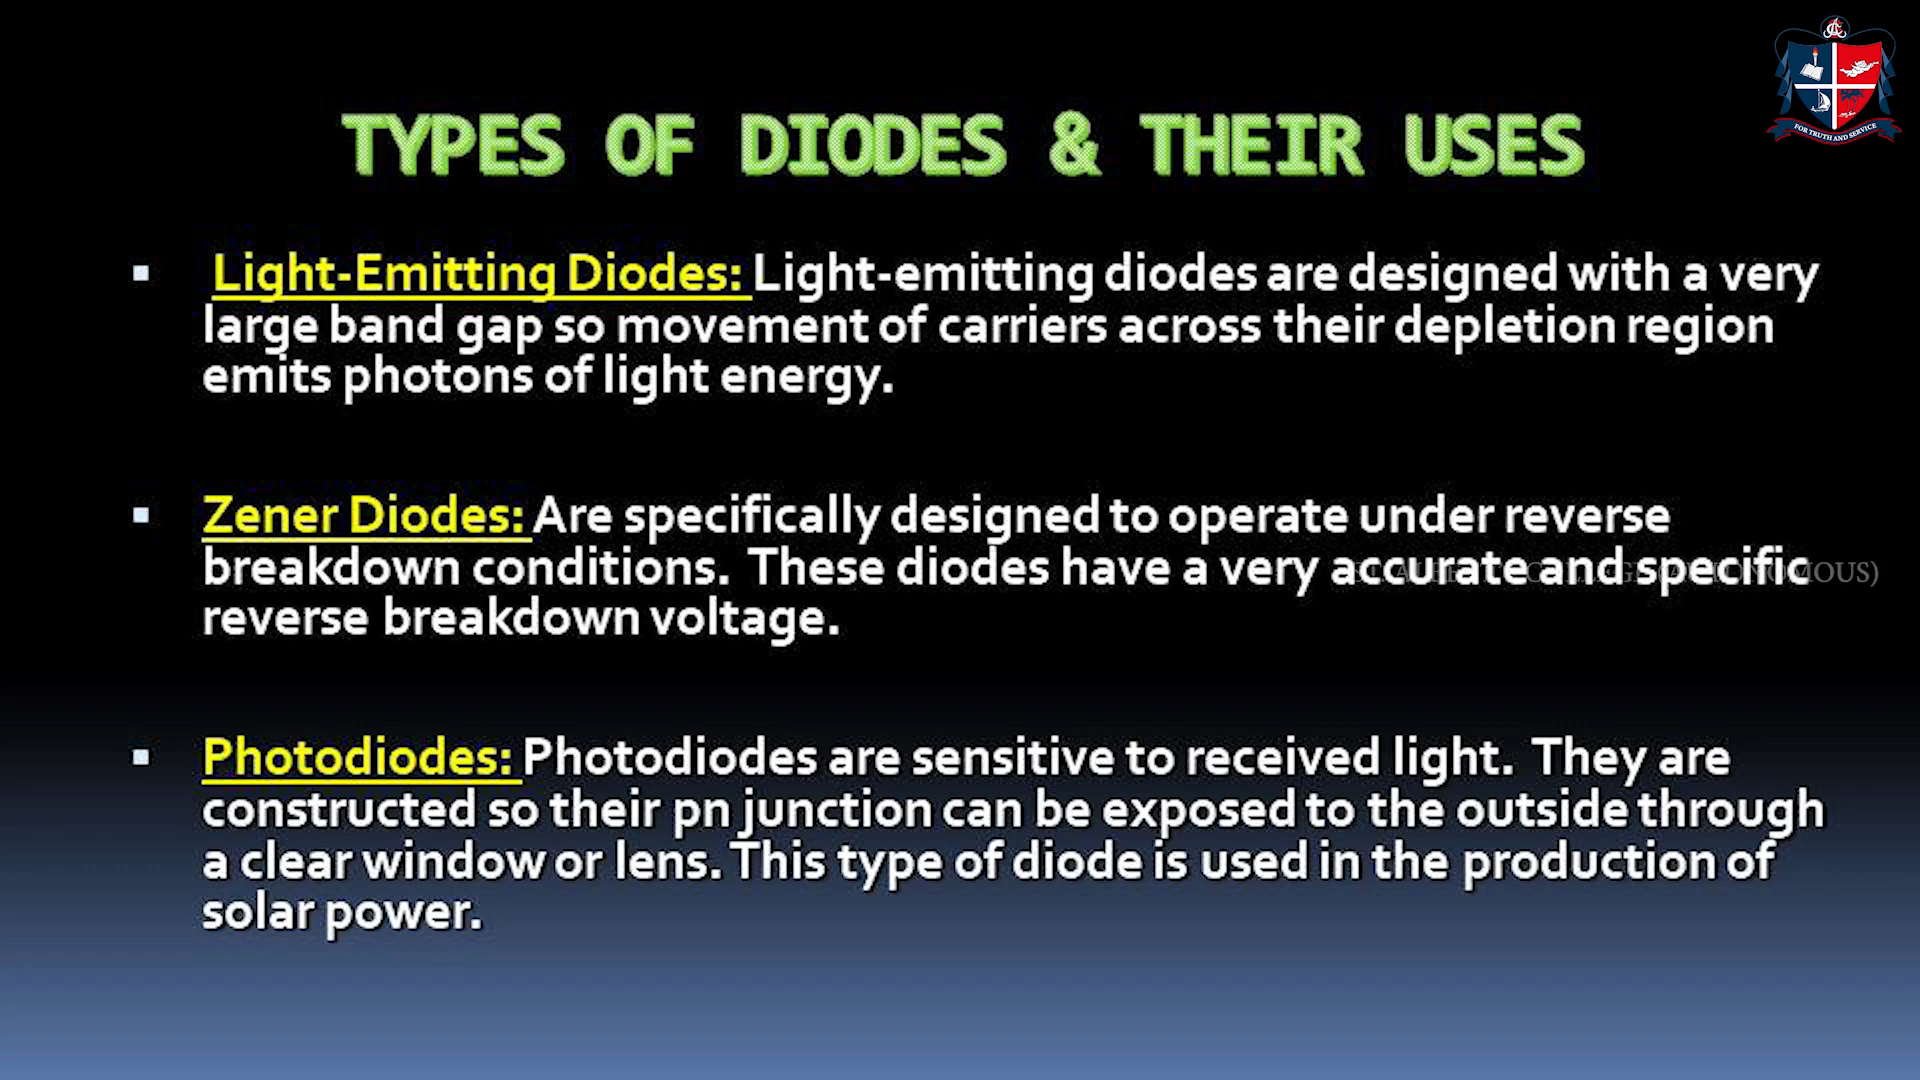 TYPES OF DIODES & THEIR USES
FOR TRUTH AND SERVICE
Light-Emitting Diodes: Light-emitting diodes are designed with a very
large band gap so movement of carriers across their depletion region
emits photons of light energy.
Zener Diodes: Are specifically designed to operate under reverse
breakdown conditions. These diodes have a very accurate and specific
reverse breakdown voltage.
Photodiodes: Photodiodes are sensitive to received light. They are
constructed so their pn junction can be exposed to the outside through
a clear window or lens. This type of diode is used in the production of
solar power.